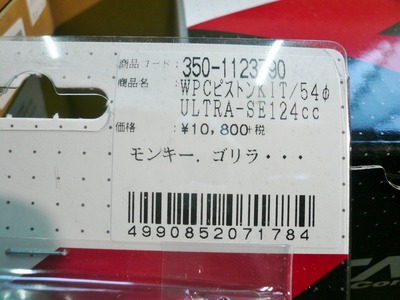 商品コード : 350-1123790
商品名 : WPCピストンKIT/54φ
ULTRA-SE124cc
価格 : ¥10,800+税
モンキー.ゴリラ・・・
4990852071784